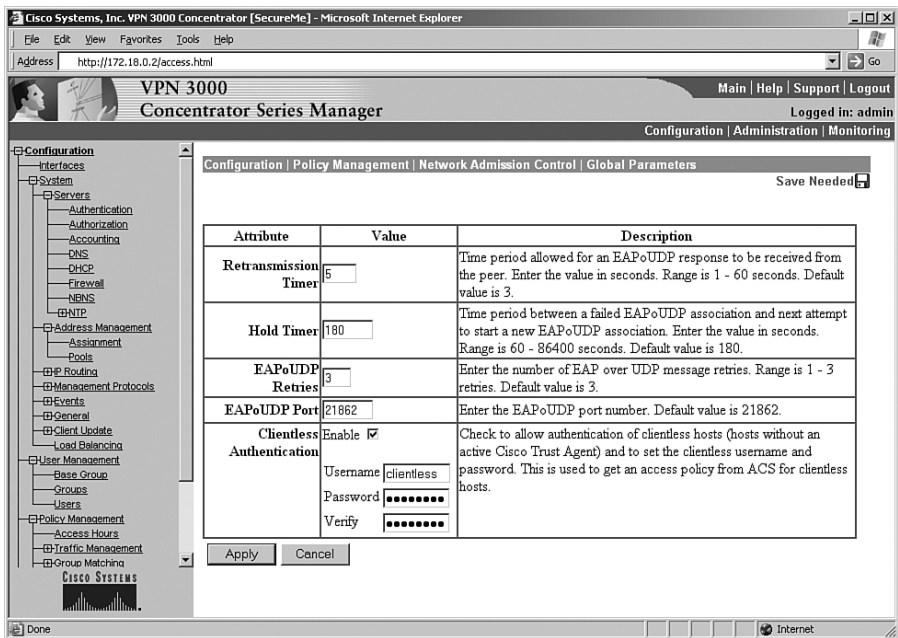 Cisco Systems, Inc. VPN 3000 Concentrator [SecureMe] - Microsoft Internet Explorer
File Edit View Favorites Tools Help
Address http://172.18.0.2/access.html Go
VPN 3000
Concentrator Series Manager
Main | Help | Support | Logout
Logged in: admin
Configuration | Administration | Monitoring
Configuration
Interfaces
System
Servers
Authentication
Authorization
Accounting
DNS
DHCP
Firewall
NBNS
NTP
Address Management
Assignment
Pools
IP Routing
Management Protocols
Events
General
Client Update
Load Balancing
User Management
Base Group
Groups
Users
Policy Management
Access Hours
Traffic Management
Group Matching
CISCO SYSTEMS
Configuration | Policy Management | Network Admission Control | Global Parameters
Save Needed
Attribute Value Description
Retransmission
Timer
5
Time period allowed for an EAPoUDP response to be received from
the peer. Enter the value in seconds. Range is 1 - 60 seconds. Default
value is 3.
Hold Timer 180
Time period between a failed EAPoUDP association and next attempt
to start a new EAPoUDP association. Enter the value in seconds.
Range is 60 - 86400 seconds. Default value is 180.
EAPoUDP
Retries
3
Enter the number of EAP over UDP message retries. Range is 1 - 3
retries. Default value is 3.
EAPoUDP Port 21862
Enter the EAPoUDP port number. Default value is 21862.
Clientless
Authentication
Enable
Username clientless
Password ●●●●●●●●
Verify ●●●●●●●●
Check to allow authentication of clientless hosts (hosts without an
active Cisco Trust Agent) and to set the clientless username and
password. This is used to get an access policy from ACS for clientless
hosts.
Apply Cancel
Done Internet